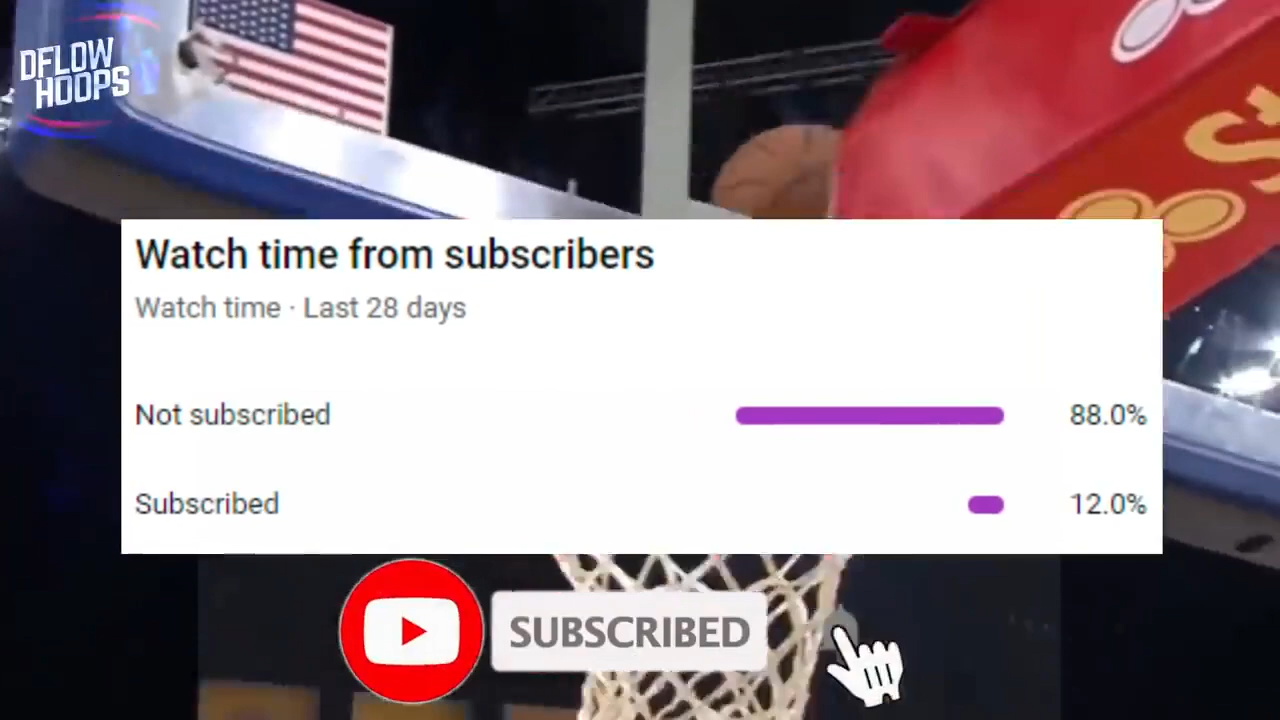 DFLOW
HOOPS
St
Watch time from subscribers
Watch time · Last 28 days
Not subscribed 88.0%
Subscribed 12.0%
SUBSCRIBED